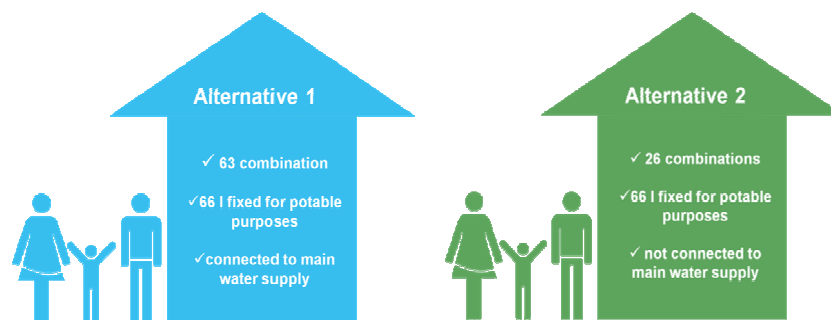 Alternative 1
✓ 63 combination
✓66 l fixed for potable
purposes
✓connected to main
water supply
Alternative 2
✓ 26 combinations
✓66 l fixed for potable
purposes
✓ not connected to
main water supply